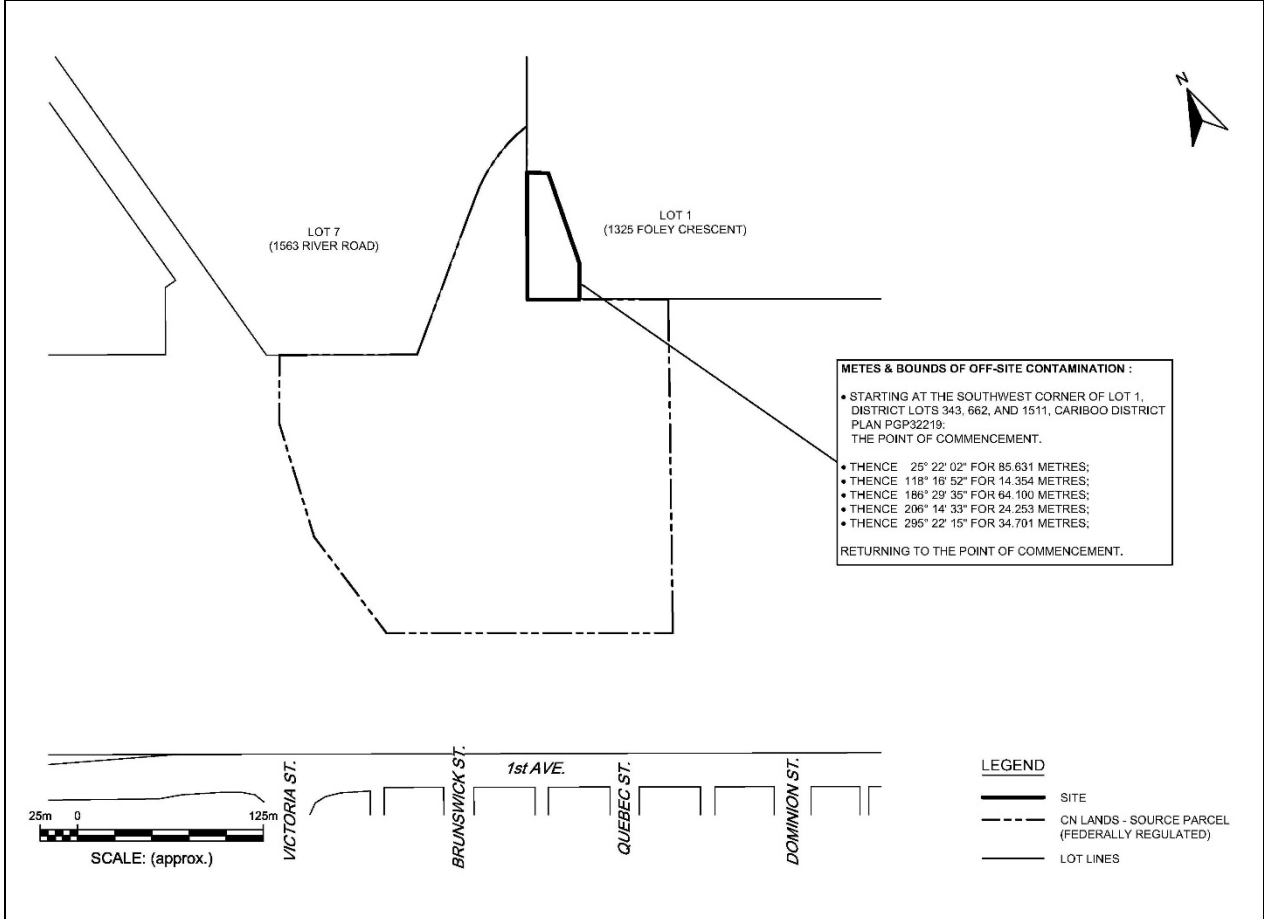 N
LOT 7
(1563 RIVER ROAD)
LOT 1
(1325 FOLEY CRESCENT)
METES & BOUNDS OF OFF-SITE CONTAMINATION :
• STARTING AT THE SOUTHWEST CORNER OF LOT 1,
DISTRICT LOTS 343, 662, AND 1511, CARIBOO DISTRICT
PLAN PGP32219:
THE POINT OF COMMENCEMENT.
• THENCE 25° 22' 02" FOR 85.631 METRES;
• THENCE 118° 16' 52" FOR 14.354 METRES;
• THENCE 186° 29' 35" FOR 64.100 METRES;
• THENCE 206° 14' 33" FOR 24.253 METRES;
• THENCE 295° 22' 15" FOR 34.701 METRES;
RETURNING TO THE POINT OF COMMENCEMENT.
1st AVE.
VICTORIA ST.
BRUNSWICK ST.
QUEBEC ST.
DOMINION ST.
25m 0 125m
SCALE: (approx.)
LEGEND
SITE
CN LANDS - SOURCE PARCEL
(FEDERALLY REGULATED)
LOT LINES